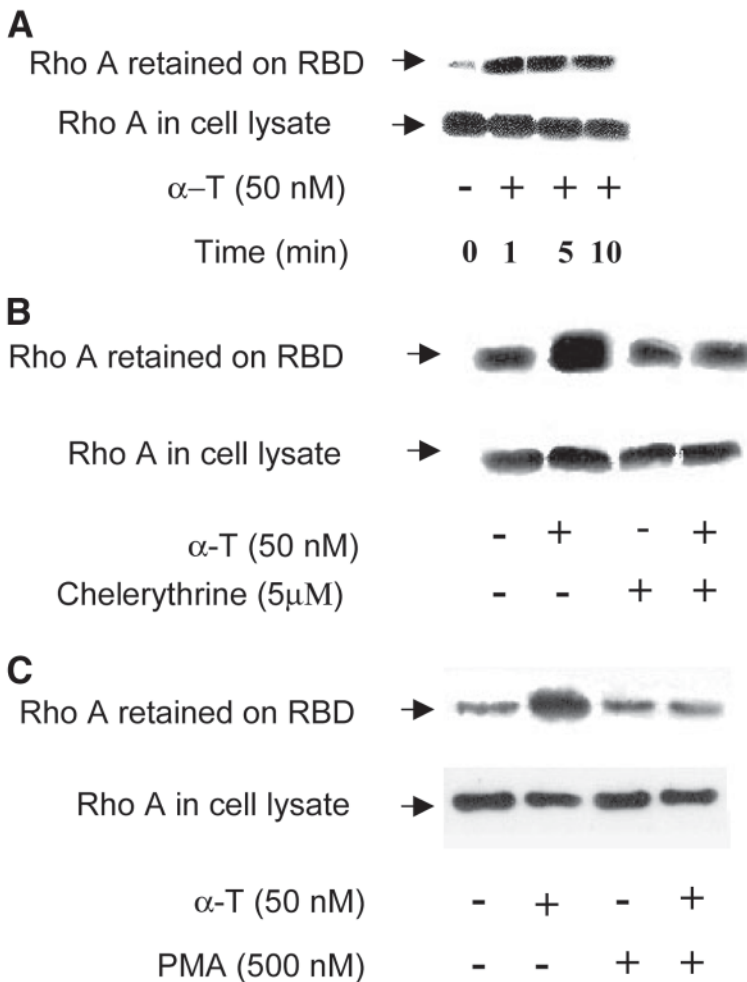 A
Rho A retained on RBD
Rho A in cell lysate
α–T (50 nM) - + + +
Time (min) 0 1 5 10
B
Rho A retained on RBD
Rho A in cell lysate
α-T (50 nM) - + - +
Chelerythrine (5μM) - - + +
C
Rho A retained on RBD
Rho A in cell lysate
α-T (50 nM) - + - +
PMA (500 nM) - - + +